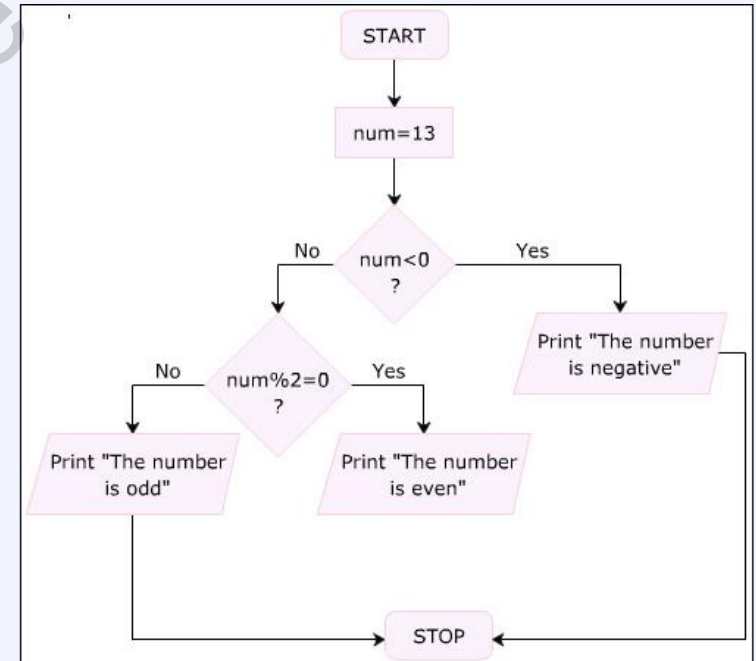 START
num=13
num<0
?
No
Yes
Print "The number
is negative"
num%2=0
?
No
Yes
Print "The number
is odd"
Print "The number
is even"
STOP